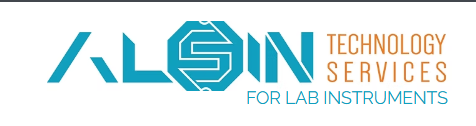 ALSIN
TECHNOLOGY
SERVICES
FOR LAB INSTRUMENTS